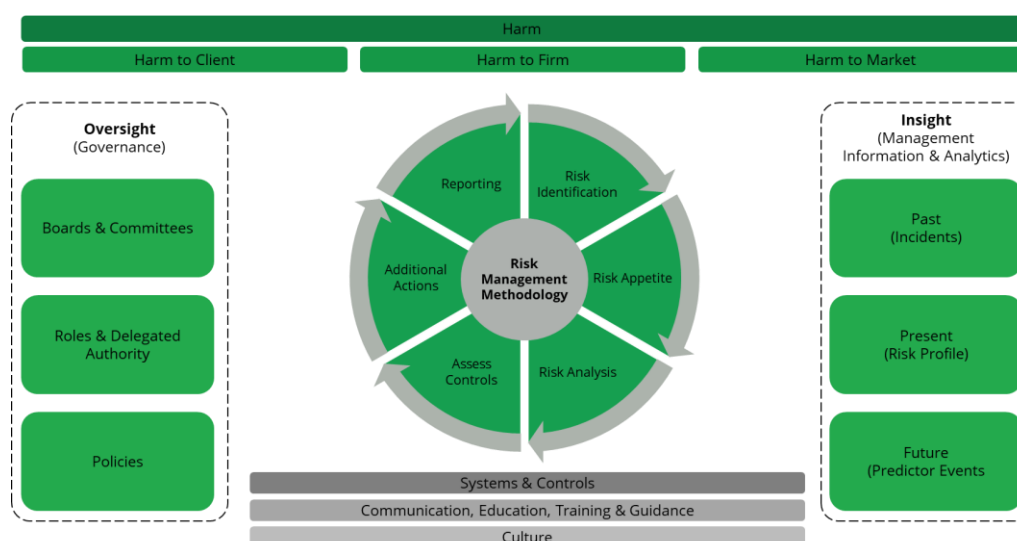 Harm
Harm to Client
Harm to Firm
Harm to Market
Oversight
(Governance)
Boards & Committees
Roles & Delegated
Authority
Policies
Risk
Identification
Risk Appetite
Risk Analysis
Assess
Controls
Additional
Actions
Reporting
Risk
Management
Methodology
Insight
(Management
Information & Analytics)
Past
(Incidents)
Present
(Risk Profile)
Future
(Predictor Events
Systems & Controls
Communication, Education, Training & Guidance
Culture